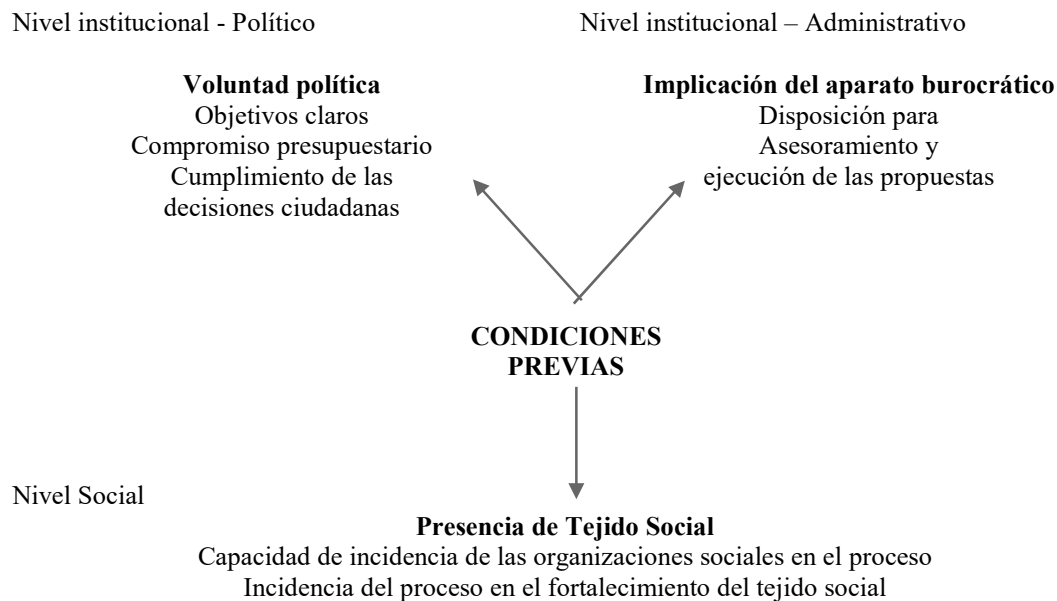 Nivel institucional - Político
Nivel institucional – Administrativo
Voluntad política
Objetivos claros
Compromiso presupuestario
Cumplimiento de las
decisiones ciudadanas
Implicación del aparato burocrático
Disposición para
Asesoramiento y
ejecución de las propuestas
CONDICIONES
PREVIAS
Nivel Social
Presencia de Tejido Social
Capacidad de incidencia de las organizaciones sociales en el proceso
Incidencia del proceso en el fortalecimiento del tejido social